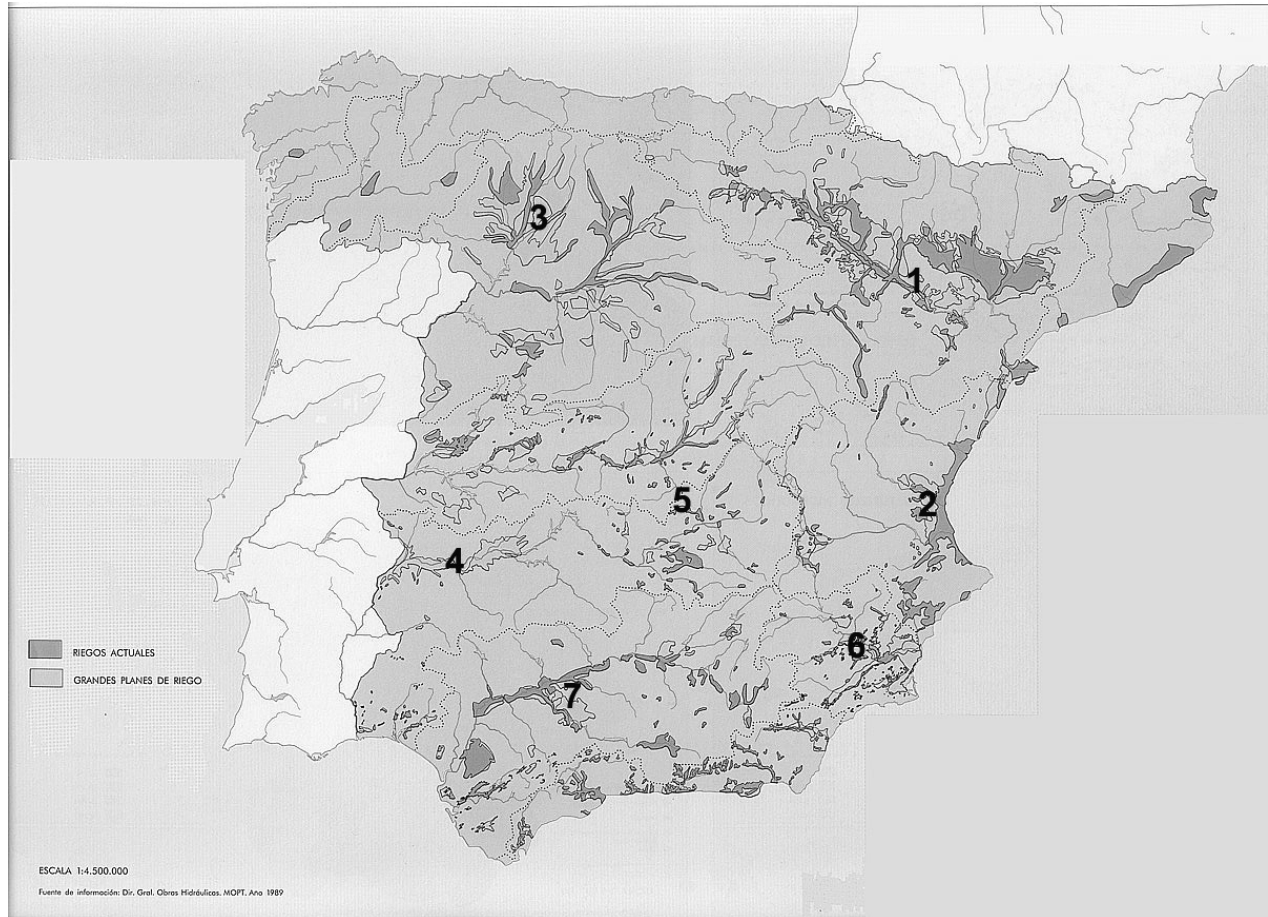 3
1
5
2
4
6
7
RIEGOS ACTUALES
GRANDES PLANES DE RIEGO
ESCALA 1:4.500.000
Fuente de información: Dir. Gral. Obras Hidráulicas. MOPT. Ano 1989